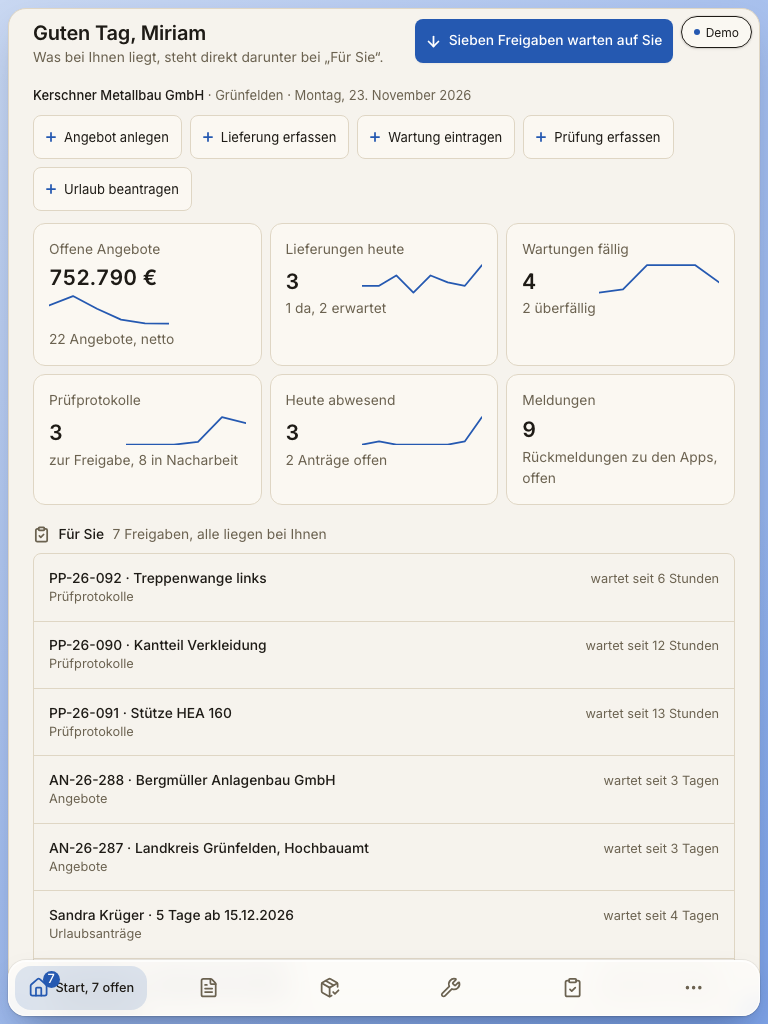 Guten Tag, Miriam
Was bei Ihnen liegt, steht direkt darunter bei „Für Sie“.
Sieben Freigaben warten auf Sie
Demo
Kerschner Metallbau GmbH · Grünfelden · Montag, 23. November 2026
Angebot anlegen
Lieferung erfassen
Wartung eintragen
Prüfung erfassen
Urlaub beantragen
Offene Angebote
752.790 €
22 Angebote, netto
Lieferungen heute
3
1 da, 2 erwartet
Wartungen fällig
4
2 überfällig
Prüfprotokolle
3
zur Freigabe, 8 in Nacharbeit
Heute abwesend
3
2 Anträge offen
Meldungen
9
Rückmeldungen zu den Apps,
offen
Für Sie 7 Freigaben, alle liegen bei Ihnen
PP-26-092 · Treppenwange links
wartet seit 6 Stunden
Prüfprotokolle
PP-26-090 · Kantteil Verkleidung
wartet seit 12 Stunden
Prüfprotokolle
PP-26-091 · Stütze HEA 160
wartet seit 13 Stunden
Prüfprotokolle
AN-26-288 · Bergmüller Anlagenbau GmbH
wartet seit 3 Tagen
Angebote
AN-26-287 · Landkreis Grünfelden, Hochbauamt
wartet seit 3 Tagen
Angebote
Sandra Krüger · 5 Tage ab 15.12.2026
wartet seit 4 Tagen
Urlaubsanträge
7
Start, 7 offen